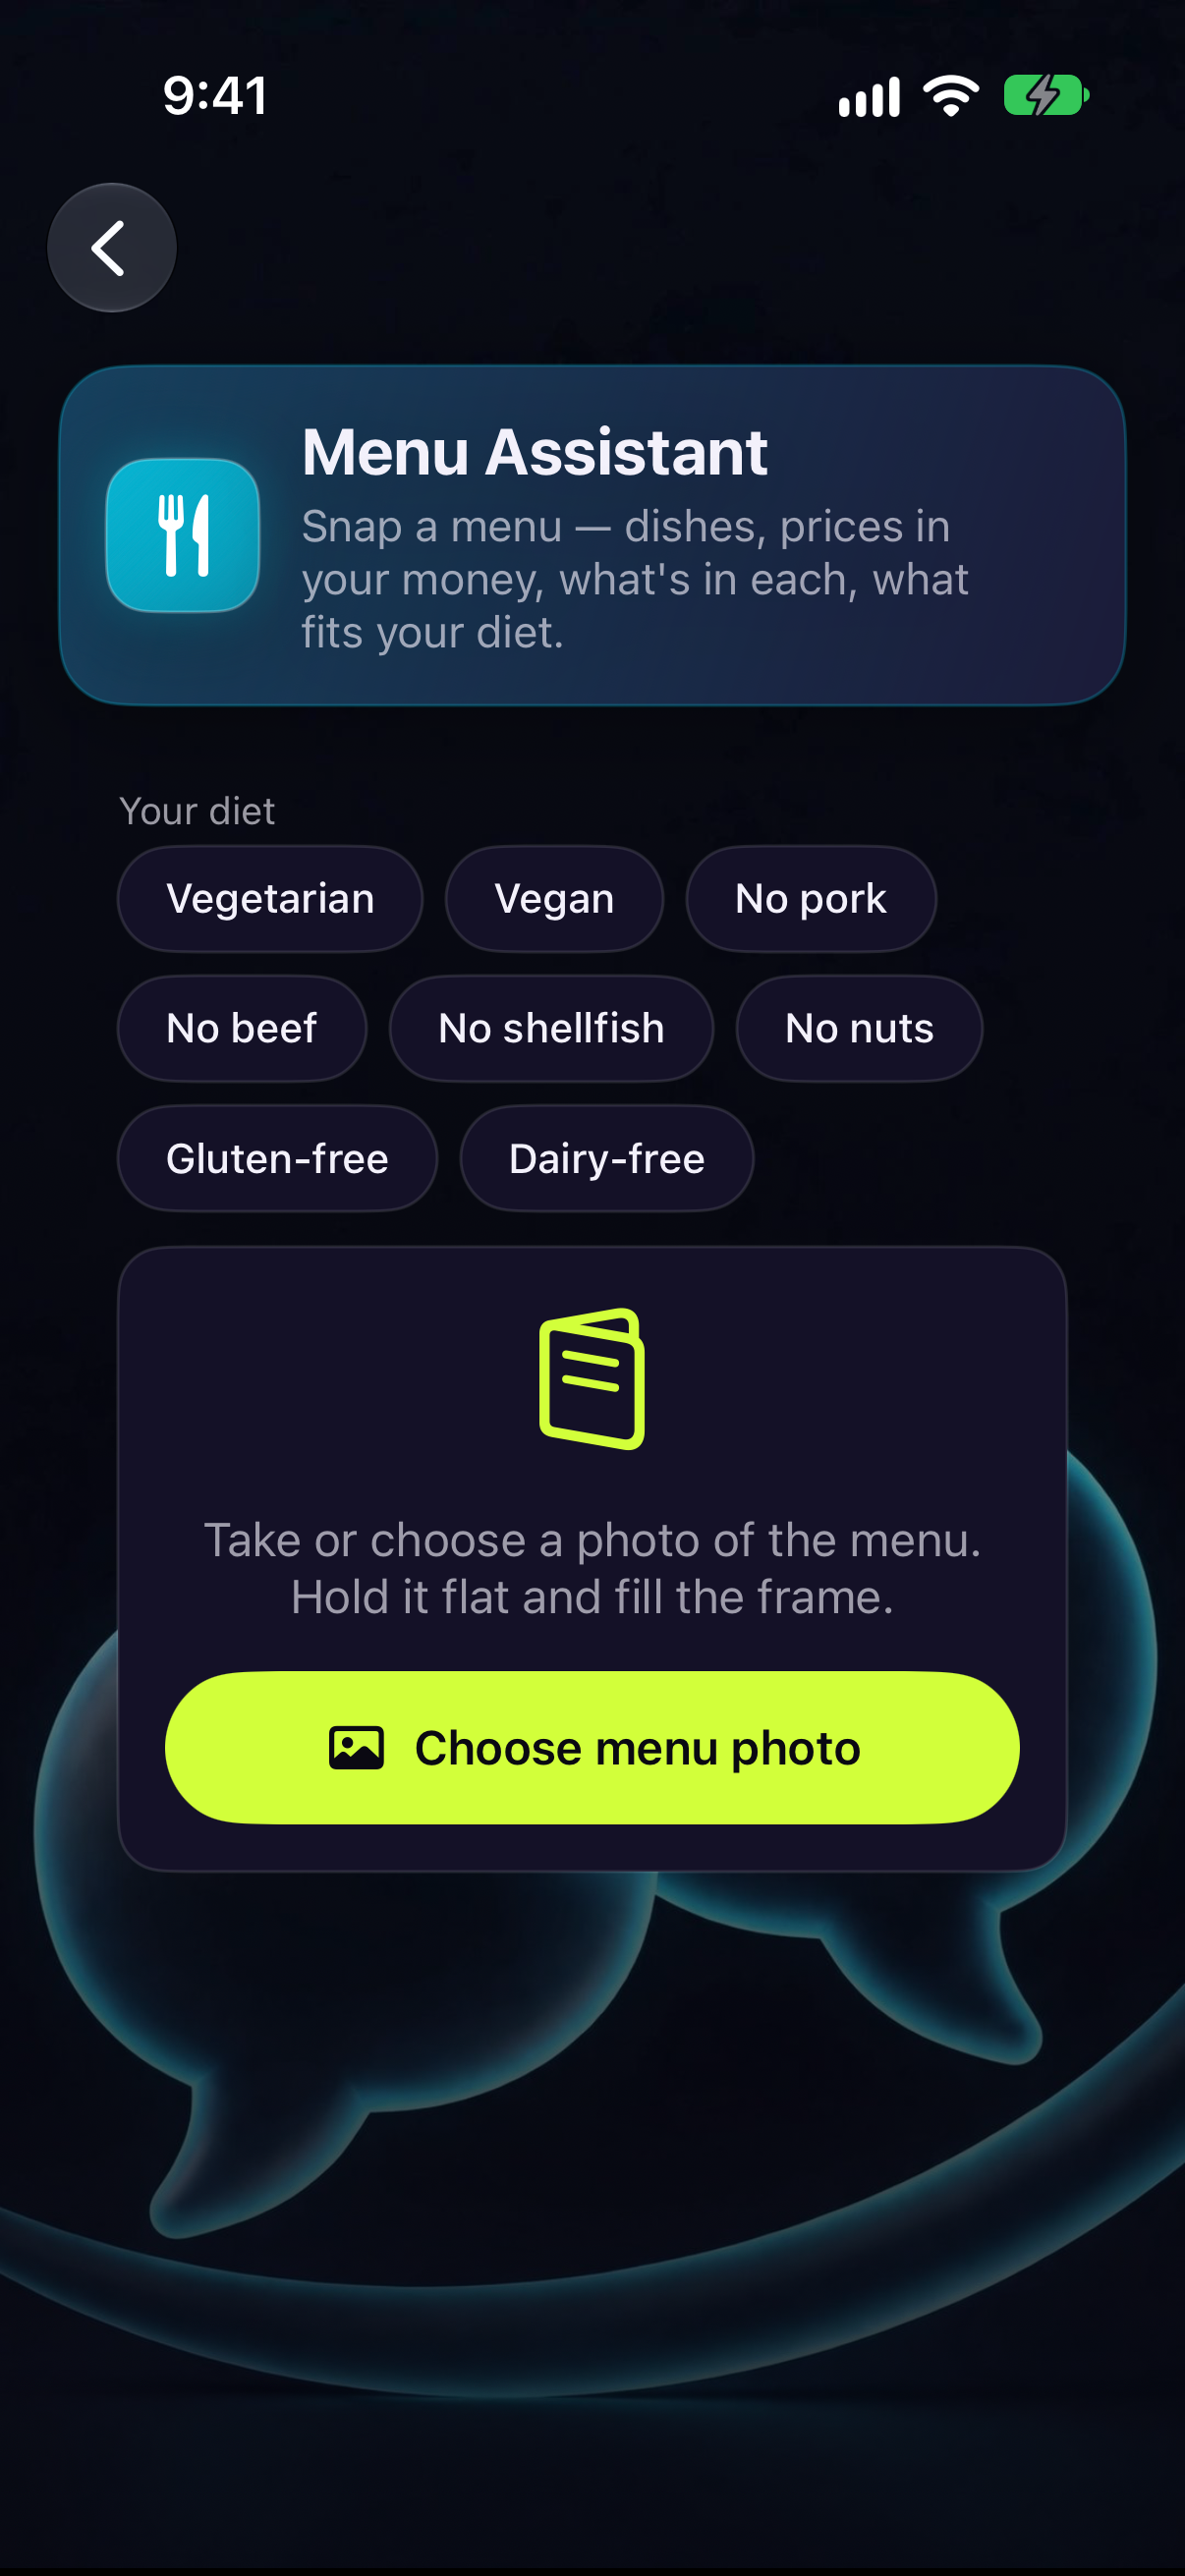 9:41
Menu Assistant
Snap a menu — dishes, prices in
your money, what's in each, what
fits your diet.
Your diet
Vegetarian
Vegan
No pork
No beef
No shellfish
No nuts
Gluten-free
Dairy-free
Take or choose a photo of the menu.
Hold it flat and fill the frame.
Choose menu photo